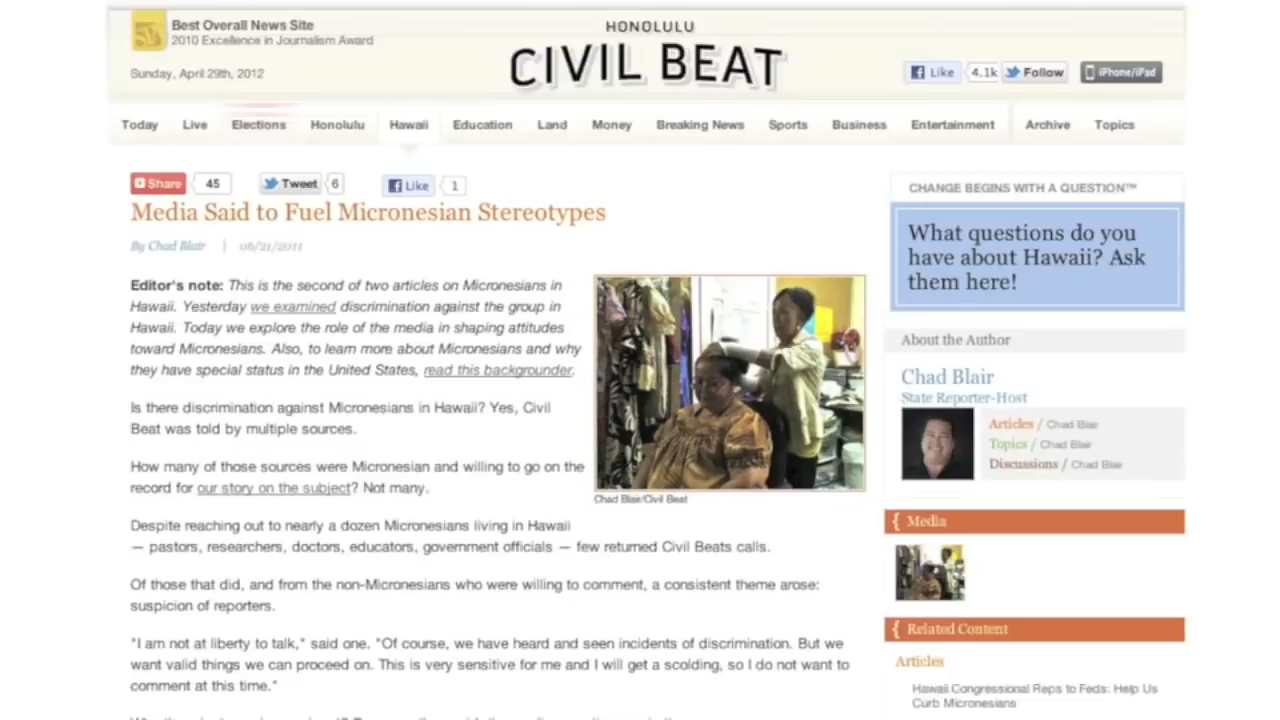 Best Overall News Site
2010 Excellence in Journalism Award
Sunday, April 29th, 2012
HONOLULU
CIVIL BEAT
Like
4.1k
Follow
iPhone/iPad
Today
Live
Elections
Honolulu
Hawaii
Education
Land
Money
Breaking News
Sports
Business
Entertainment
Archive
Topics
Share
45
Tweet
6
Like
1
Media Said to Fuel Micronesian Stereotypes
By Chad Blair | 06/21/2011
Editor's note: This is the second of two articles on Micronesians in
Hawaii. Yesterday we examined discrimination against the group in
Hawaii. Today we explore the role of the media in shaping attitudes
toward Micronesians. Also, to learn more about Micronesians and why
they have special status in the United States, read this backgrounder.
Is there discrimination against Micronesians in Hawaii? Yes, Civil
Beat was told by multiple sources.
How many of those sources were Micronesian and willing to go on the
record for our story on the subject? Not many.
Chad Blair/Civil Beat
Despite reaching out to nearly a dozen Micronesians living in Hawaii
— pastors, researchers, doctors, educators, government officials — few returned Civil Beats calls.
Of those that did, and from the non-Micronesians who were willing to comment, a consistent theme arose:
suspicion of reporters.
"I am not at liberty to talk," said one. "Of course, we have heard and seen incidents of discrimination. But we
want valid things we can proceed on. This is very sensitive for me and I will get a scolding, so I do not want to
comment at this time."
CHANGE BEGINS WITH A QUESTION™
What questions do you
have about Hawaii? Ask
them here!
About the Author
Chad Blair
State Reporter-Host
Articles / Chad Blair
Topics / Chad Blair
Discussions / Chad Blair
{ Media
{ Related Content
Articles
Hawaii Congressional Reps to Feds: Help Us
Curb Micronesians